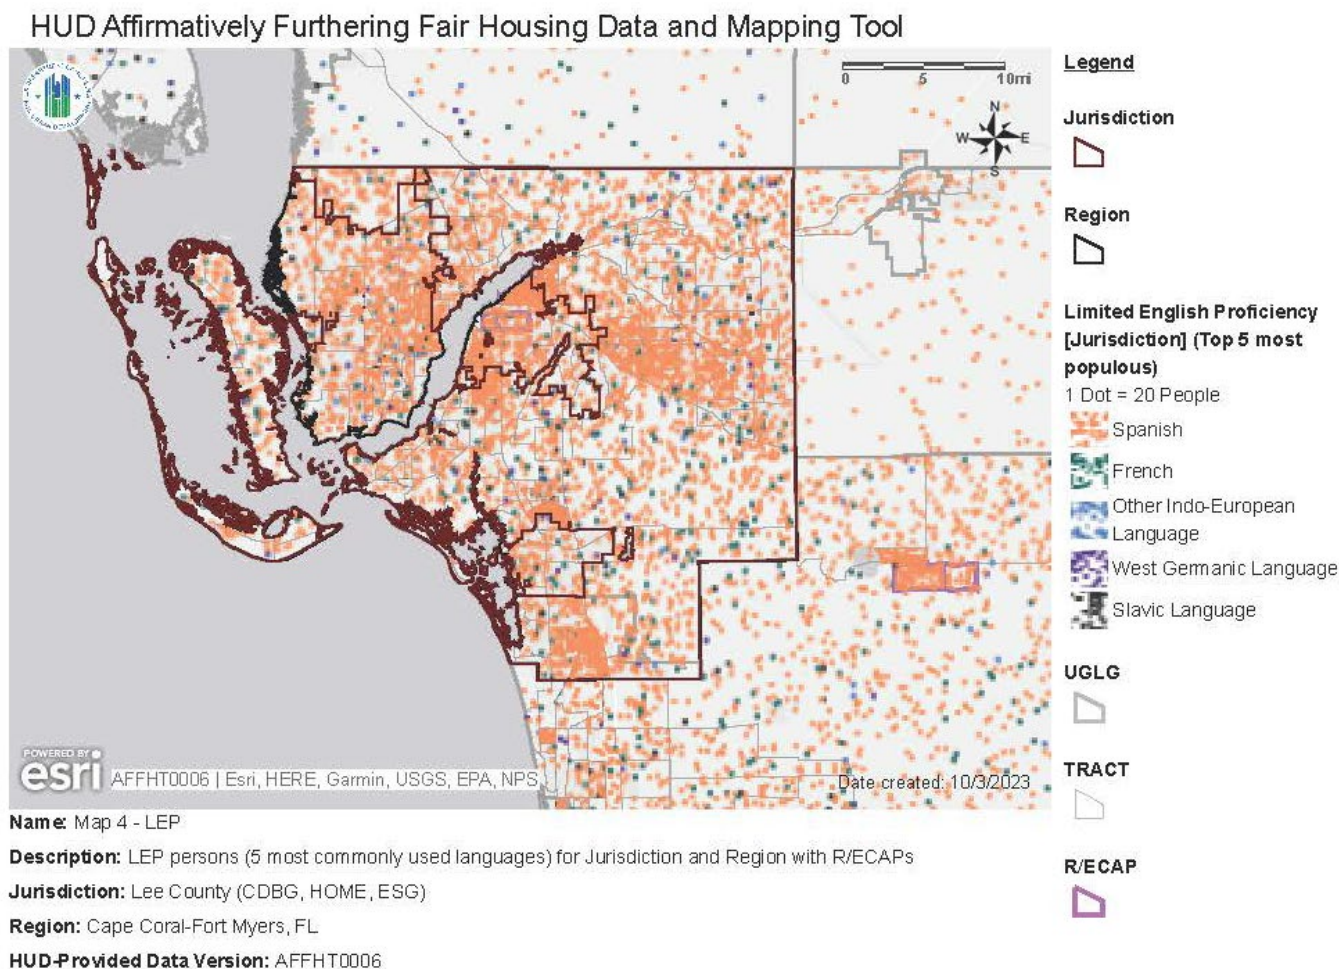 HUD Affirmatively Furthering Fair Housing Data and Mapping Tool
0 5 10mi
N
W E
S
POWERED BY
esri
AFFHT0006 | Esri, HERE, Garmin, USGS, EPA, NPS
Date created: 10/3/2023
Legend
Jurisdiction
Region
Limited English Proficiency
[Jurisdiction] (Top 5 most
populous)
1 Dot = 20 People
Spanish
French
Other Indo-European
Language
West Germanic Language
Slavic Language
UGLG
TRACT
R/ECAP
Name: Map 4 - LEP
Description: LEP persons (5 most commonly used languages) for Jurisdiction and Region with R/ECAPs
Jurisdiction: Lee County (CDBG, HOME, ESG)
Region: Cape Coral-Fort Myers, FL
HUD-Provided Data Version: AFFHT0006